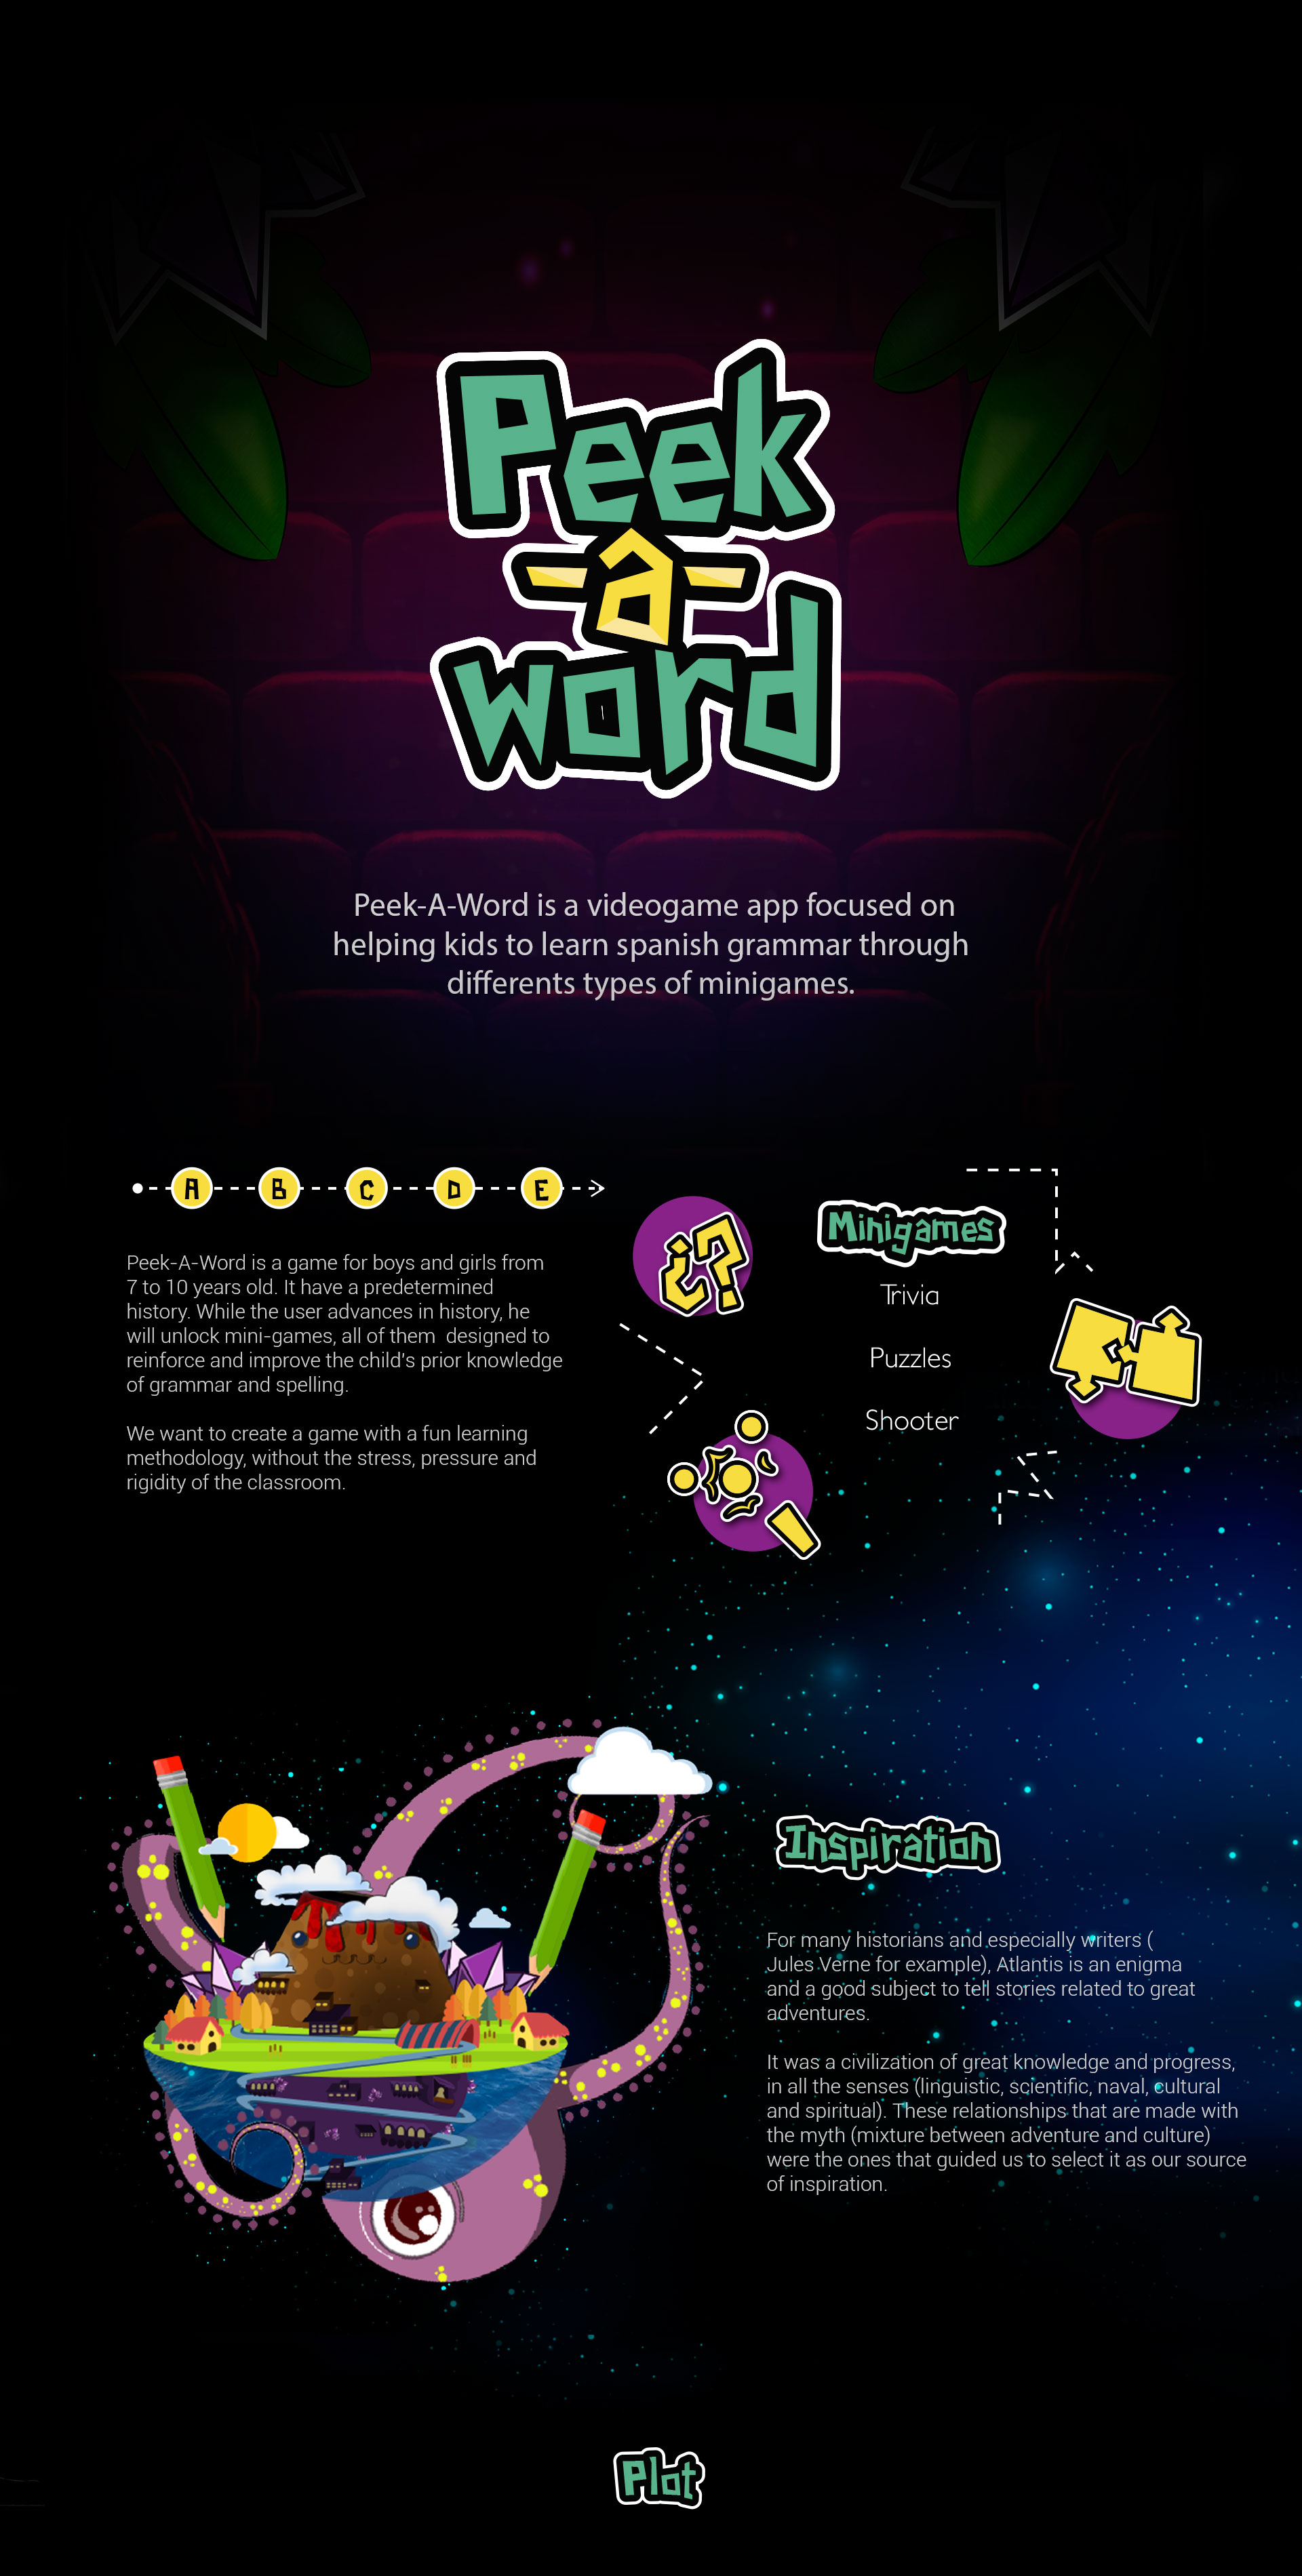 Peek
-a-
word
Peek-A-Word is a videogame app focused on
helping kids to learn spanish grammar through
differents types of minigames.
A B C D E
Peek-A-Word is a game for boys and girls from
7 to 10 years old. It have a predetermined
history. While the user advances in history, he
will unlock mini-games, all of them  designed to
reinforce and improve the child's prior knowledge
of grammar and spelling.
We want to create a game with a fun learning
methodology, without the stress, pressure and
rigidity of the classroom.
¿?
Minigames
Trivia
Puzzles
Shooter
Inspiration
For many historians and especially writers (
Jules Verne for example), Atlantis is an enigma
and a good subject to tell stories related to great
adventures.
It was a civilization of great knowledge and progress,
in all the senses (linguistic, scientific, naval, cultural
and spiritual). These relationships that are made with
the myth (mixture between adventure and culture)
were the ones that guided us to select it as our source
of inspiration.
Plot